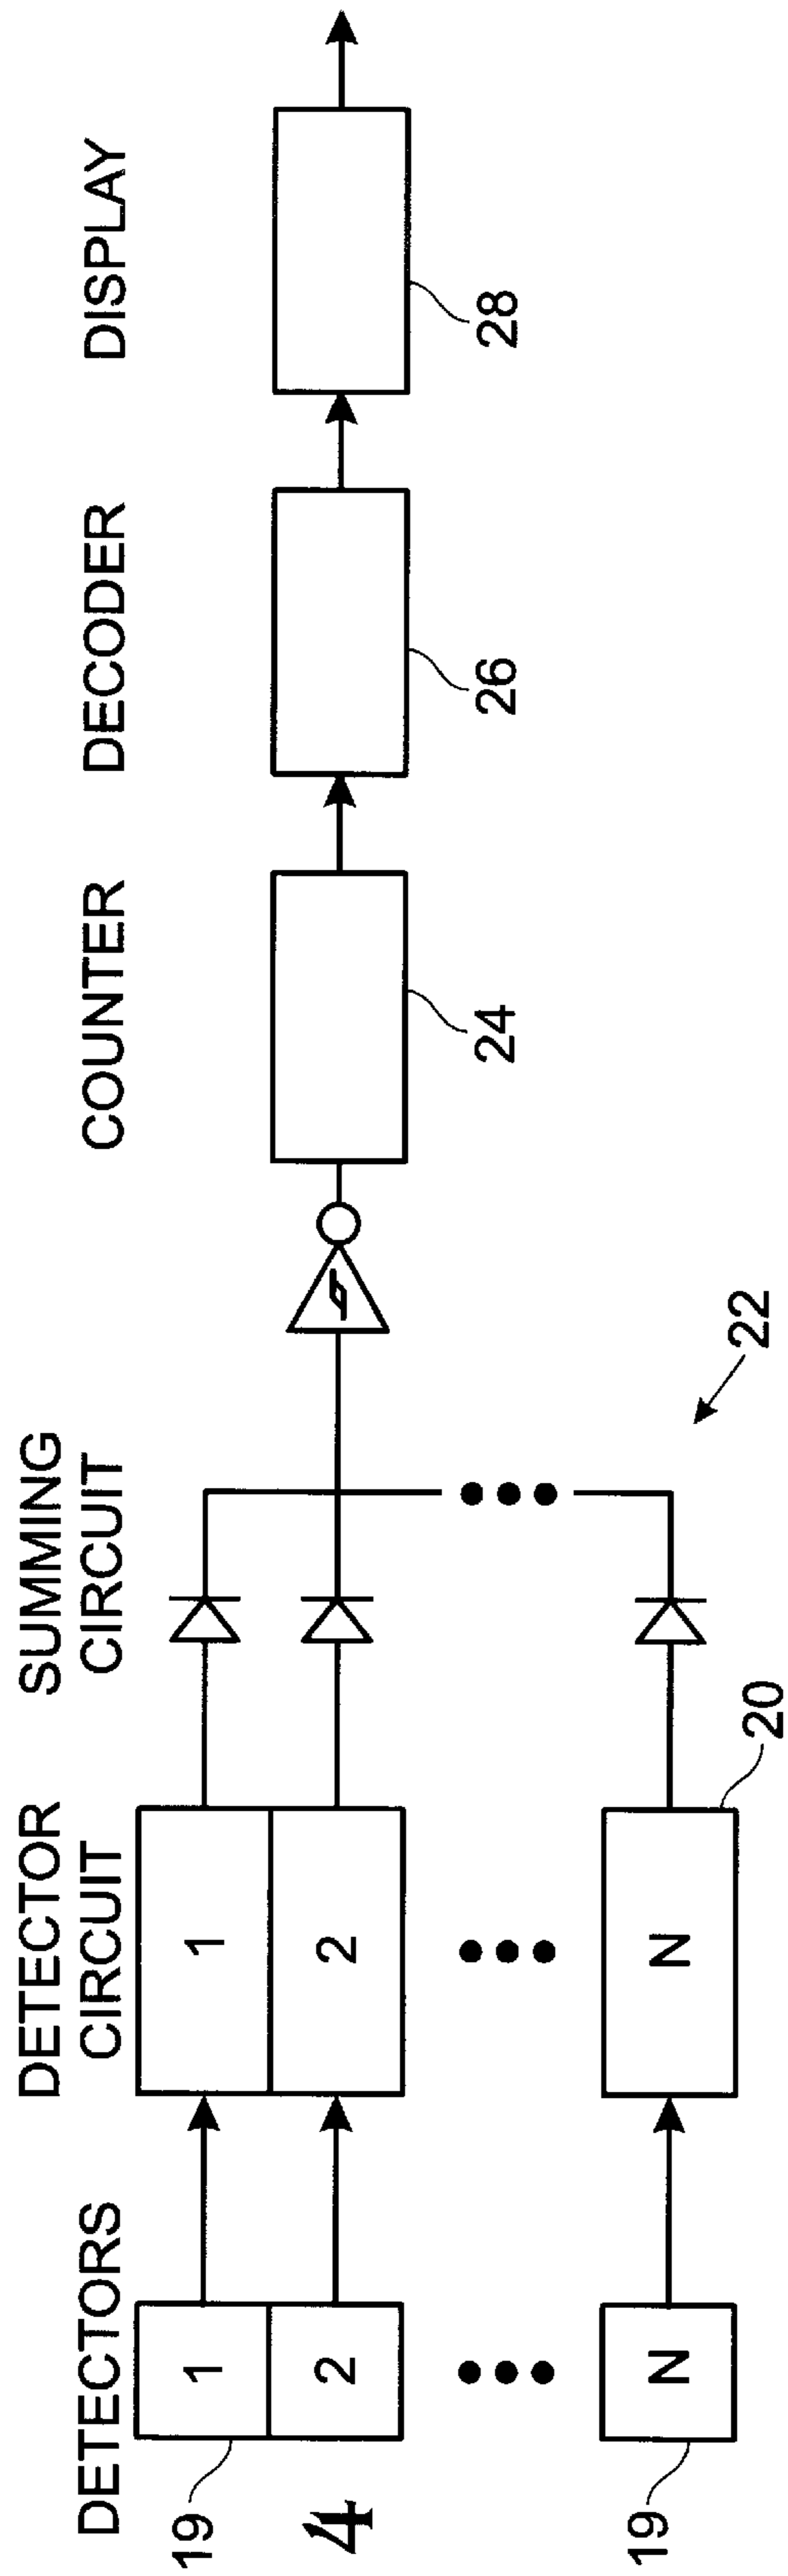 DETECTORS
DETECTOR
CIRCUIT
SUMMING
CIRCUIT
COUNTER
DECODER
DISPLAY
19
1
1
4
2
2
24
26
28
19
N
N
20
22